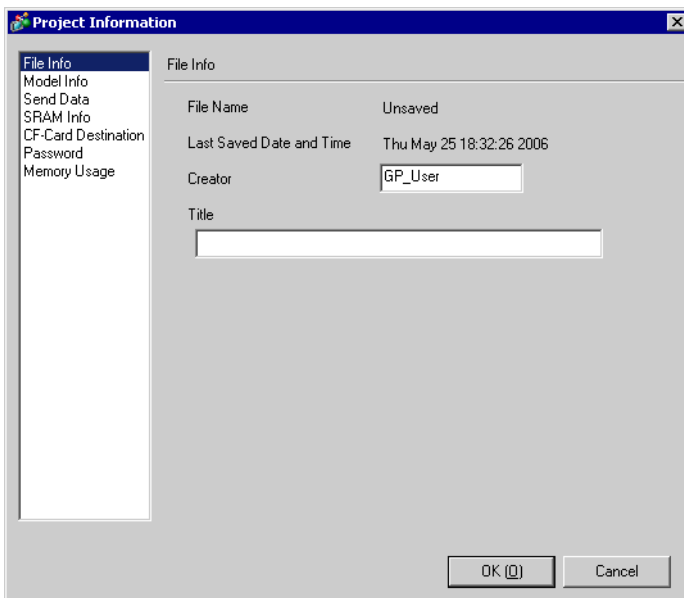 Project Information
File Info
Model Info
Send Data
SRAM Info
CF-Card Destination
Password
Memory Usage
File Info
File Name Unsaved
Last Saved Date and Time Thu May 25 18:32:26 2006
Creator GP_User
Title
OK (O) Cancel